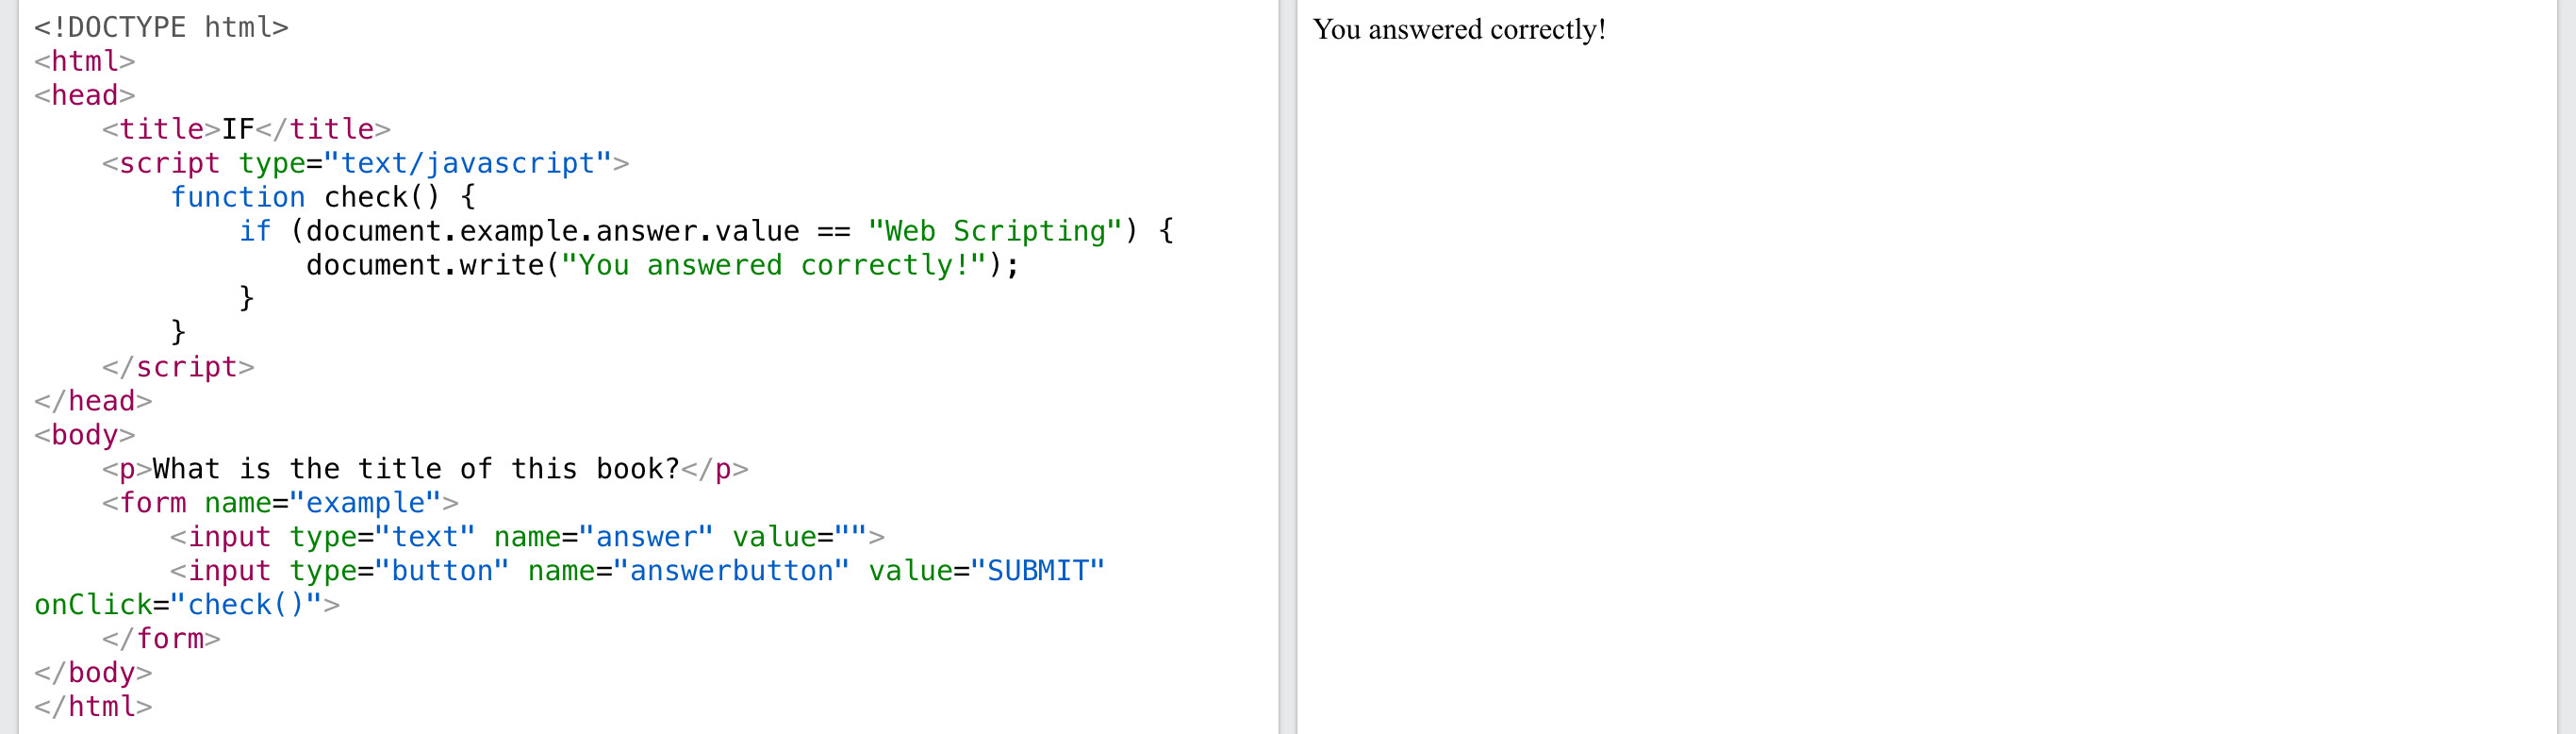 <!DOCTYPE html>
<html>
<head>
    <title>IF</title>
    <script type="text/javascript">
        function check() {
            if (document.example.answer.value == "Web Scripting") {
                document.write("You answered correctly!");
            }
        }
    </script>
</head>
<body>
    <p>What is the title of this book?</p>
    <form name="example">
        <input type="text" name="answer" value="">
        <input type="button" name="answerbutton" value="SUBMIT"
onClick="check()">
    </form>
</body>
</html>
You answered correctly!